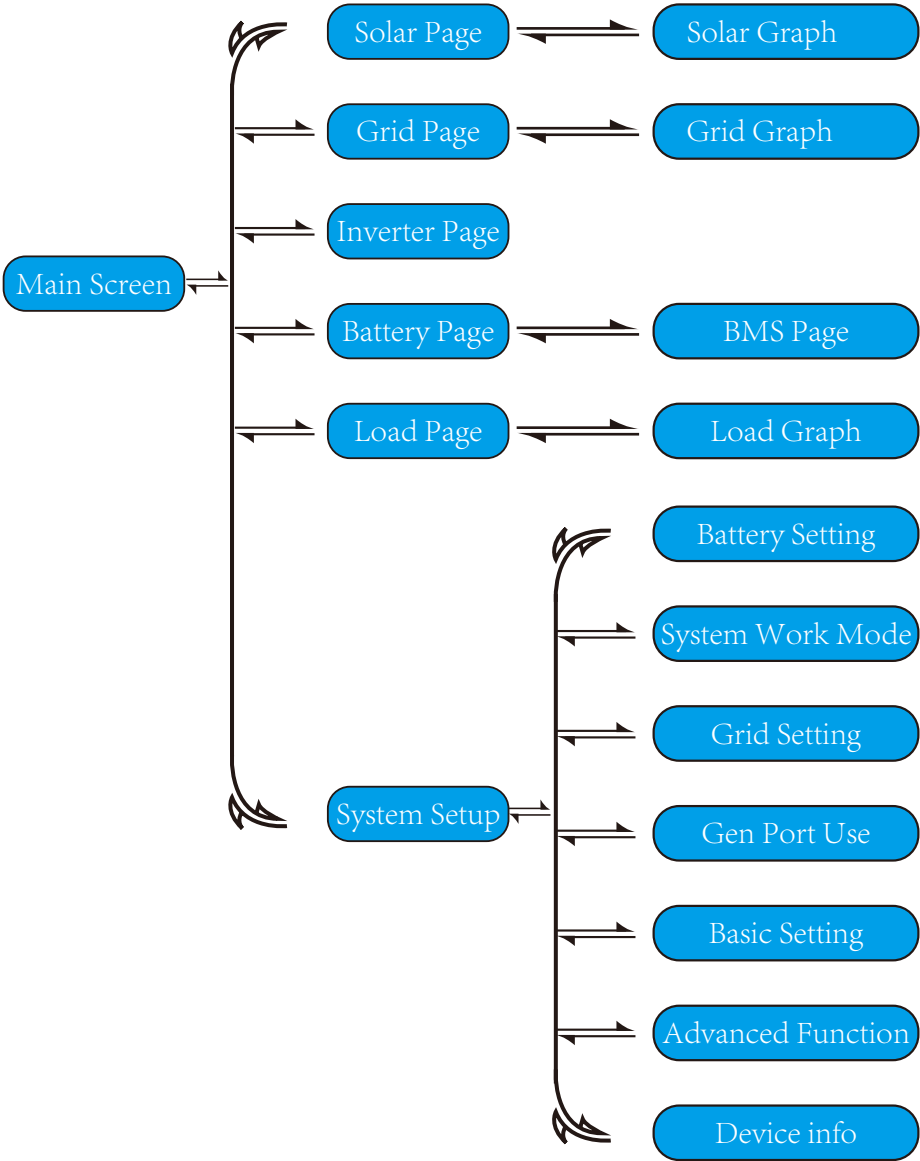 Solar Page
Solar Graph
Grid Page
Grid Graph
Inverter Page
Main Screen
Battery Page
BMS Page
Load Page
Load Graph
Battery Setting
System Work Mode
Grid Setting
System Setup
Gen Port Use
Basic Setting
Advanced Function
Device info